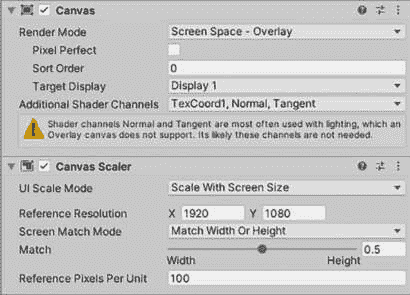 Canvas
Render Mode Screen Space - Overlay
Pixel Perfect
Sort Order 0
Target Display Display 1
Additional Shader Channels TexCoord1, Normal, Tangent
Shader channels Normal and Tangent are most often used with lighting, which an
Overlay canvas does not support. Its likely these channels are not needed.
Canvas Scaler
UI Scale Mode Scale With Screen Size
Reference Resolution X 1920 Y 1080
Screen Match Mode Match Width Or Height
Match 0.5
Width Height
Reference Pixels Per Unit 100